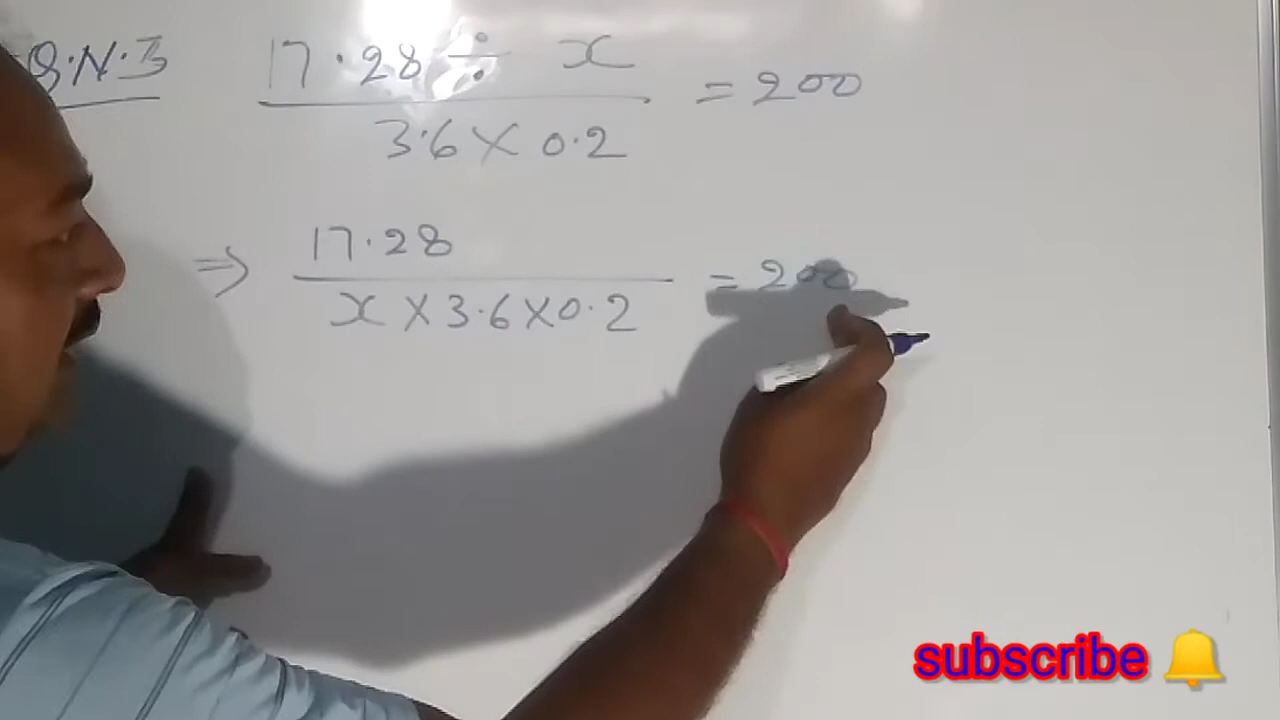 Q.N.3
17.28 ÷ x
= 200
3.6 × 0.2
⇒ 17.28
= 200
x × 3.6 × 0.2
subscribe